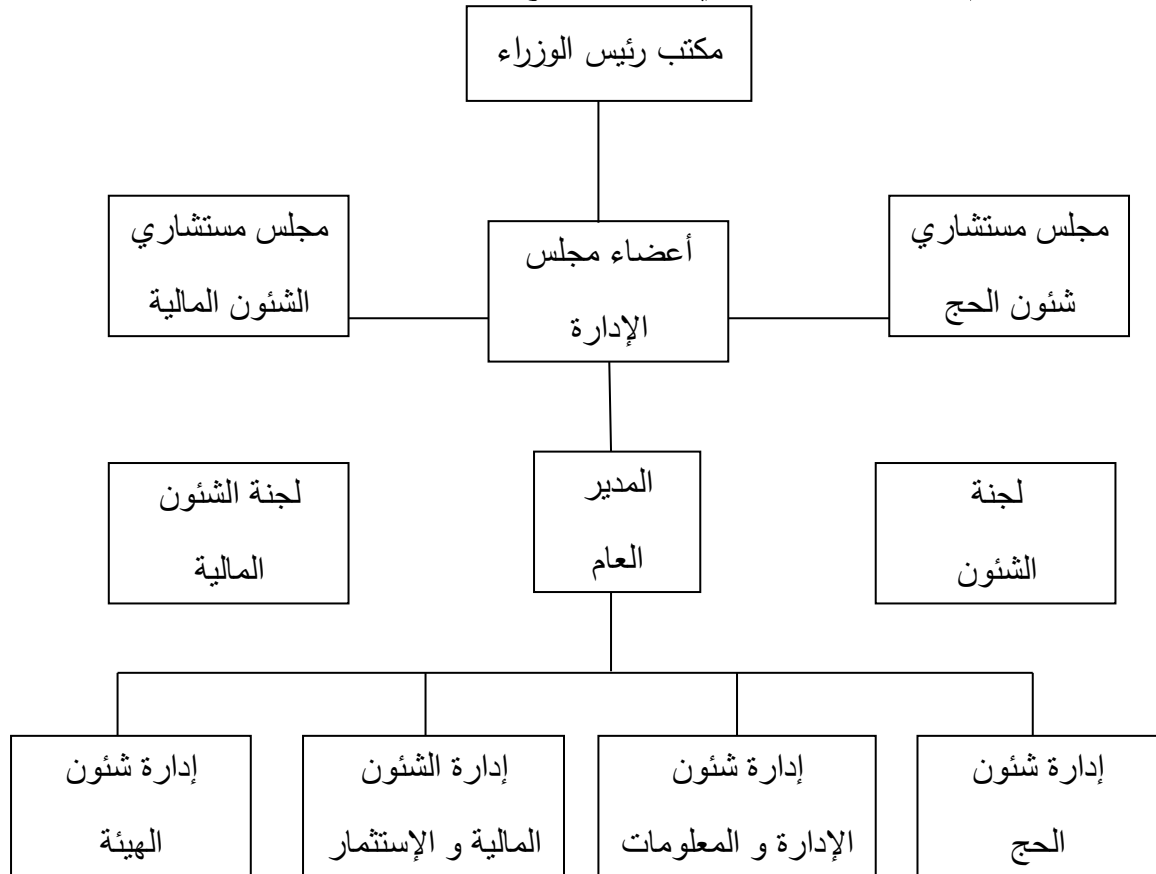 مكتب رئيس الوزراء
مجلس مستشاري
شئون الحج
أعضاء مجلس
الإدارة
مجلس مستشاري
الشئون المالية
لجنة
الشئون
المدير
العام
لجنة الشئون
المالية
إدارة شئون
الحج
إدارة شئون
الإدارة و المعلومات
إدارة الشئون
المالية و الإستثمار
إدارة شئون
الهيئة